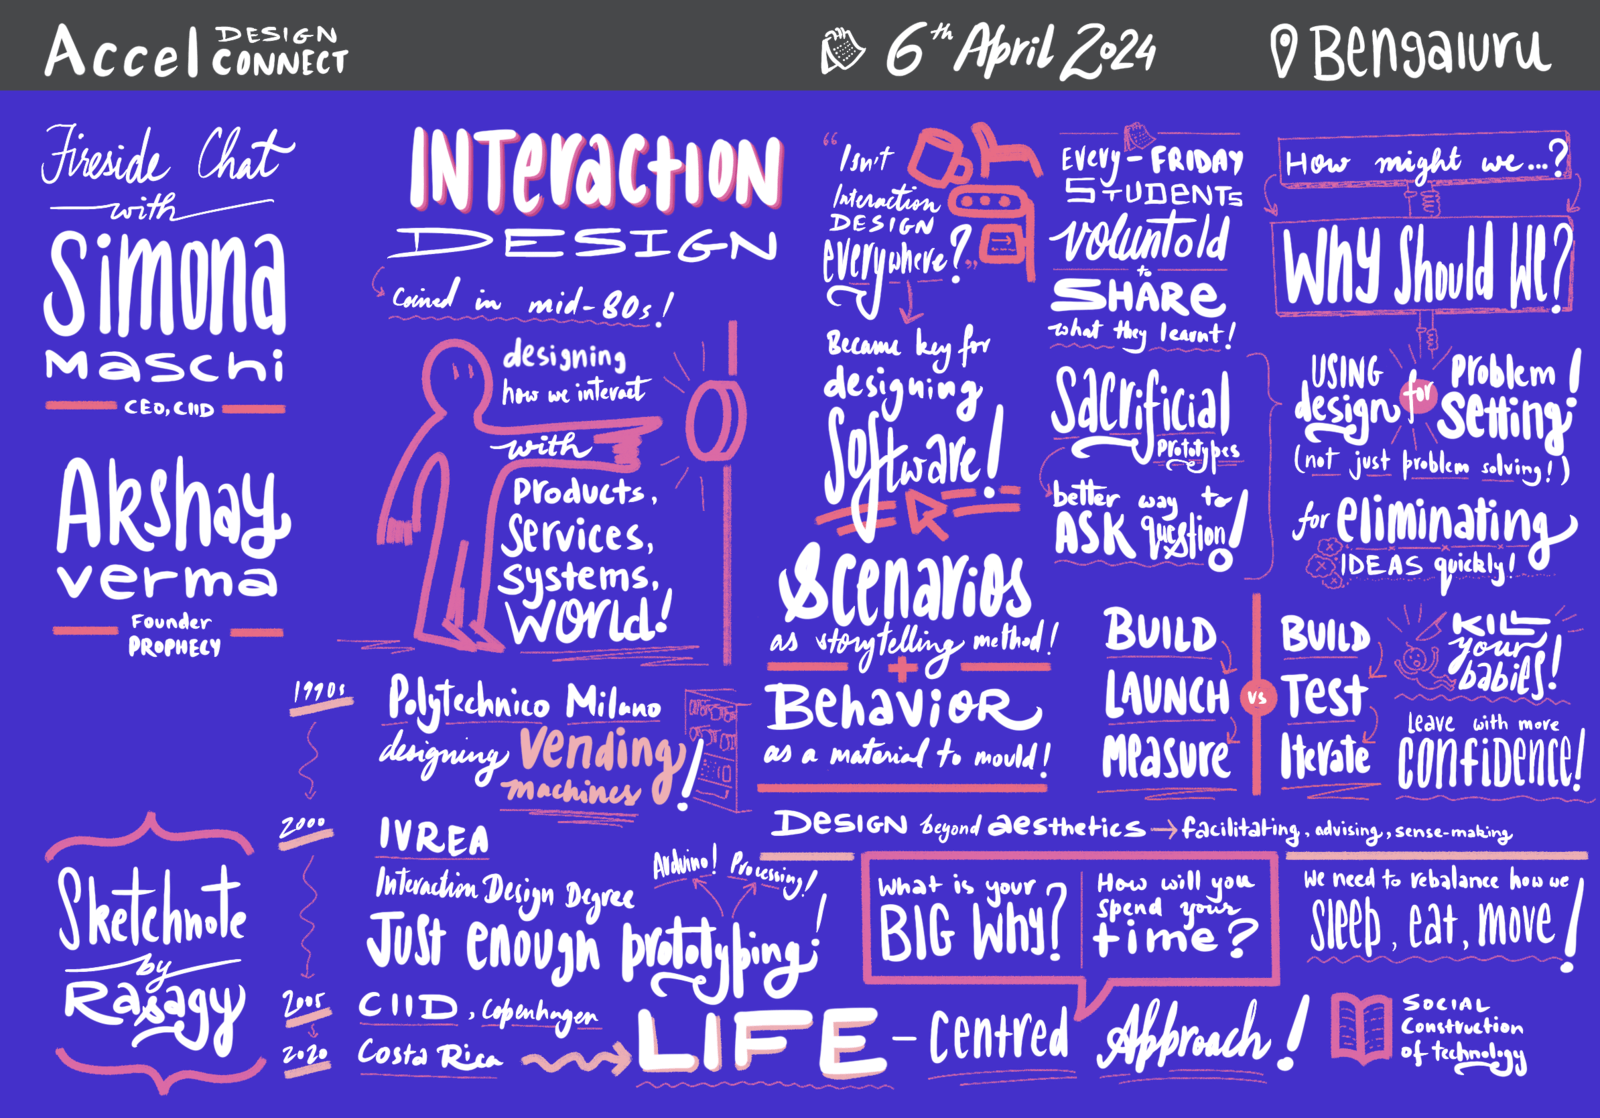 Accel DESIGN CONNECT
6th April 2024
Bengaluru
Fireside Chat
with
Simona
Maschi
CEO, CIID
Akshay
verma
Founder
PROPHECY
Sketchnote
by
Rasagy
INTeraction
DESIGN
Coined in mid-80s!
designing
how we interact
with
Products,
Services,
Systems,
World!
1990s
Polytechnico Milano
designing vending
machines!
2000
IVREA
Interaction Design Degree
Arduino! Processing!
Just enough prototyping!
2005
CIID, Copenhagen
2020
Costa Rica
LIFE - Centred Approach!
"Isn't
Interaction
DESIGN
everywhere?"
Became key for
designing
Software!
Scenarios
as storytelling method!
+
Behavior
as a material to mould!
Every-FRIDAY
STUDENTS
voluntold
to
SHARe
what they learnt!
Sacrificial
Prototypes
better way to
ASK question!
How might we...?
Why Should We?
USING
design
for
Problem
Setting!
(not just problem solving!)
for eliminating
IDEAS quickly!
BUILD
LAUNCH
Measure
vs
BUILD
Test
Iterate
KILL
your
babies!
Leave with more
confidence!
DesIGN beyond aesthetics → facilitating, advising, sense-making
What is your
BIG Why?
How will you
spend your
time?
We need to rebalance how we
sleep, eat, move!
SOCIAL
Construction
of technology